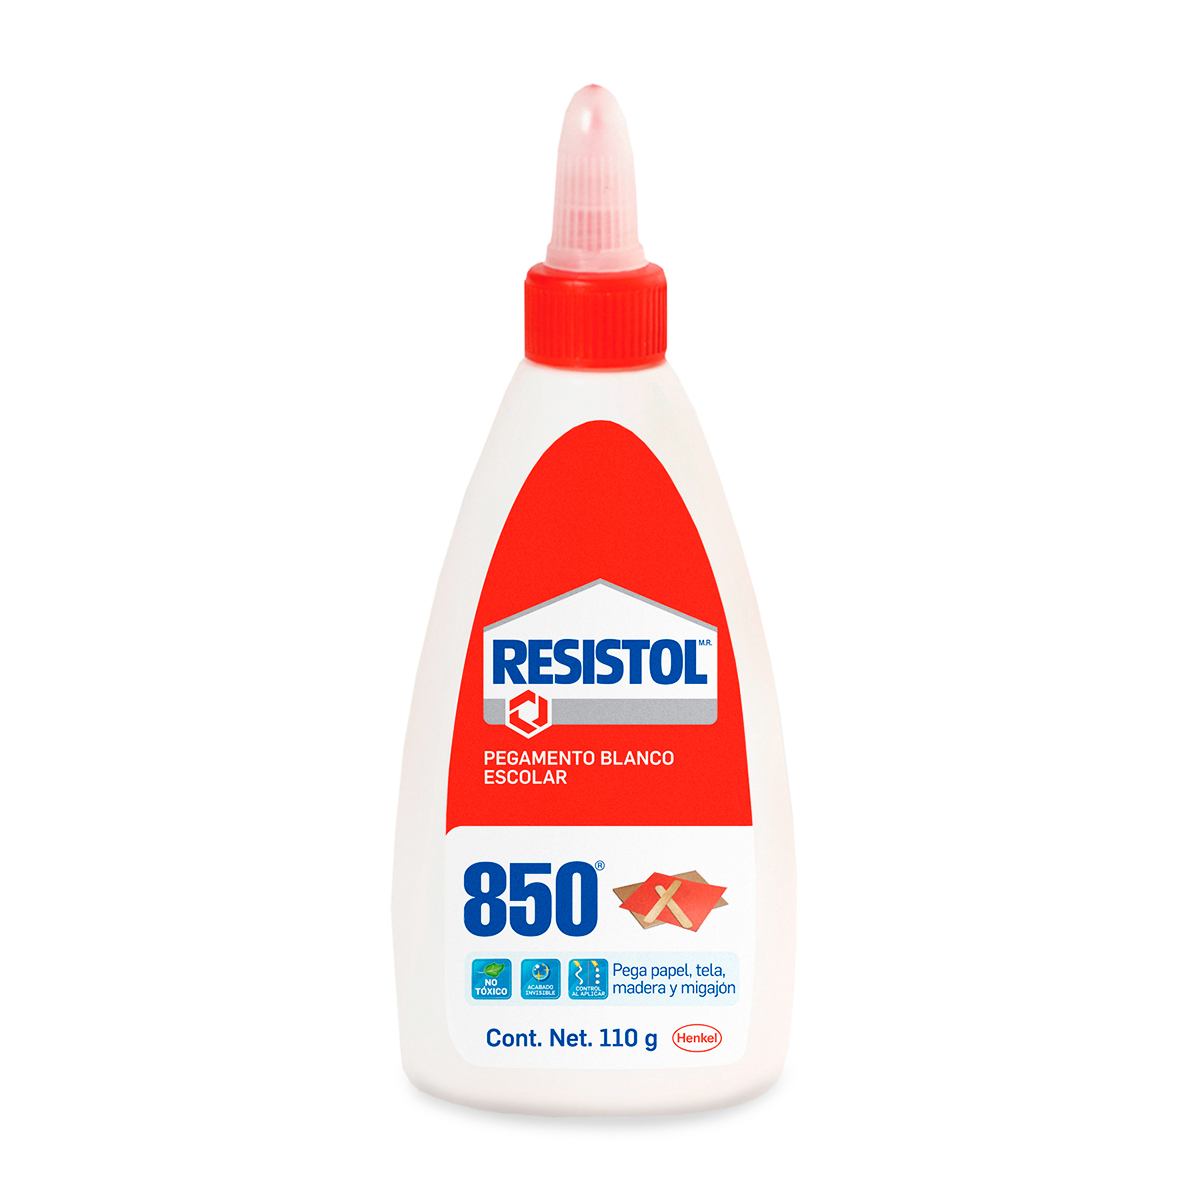 RESISTOL M.R.
PEGAMENTO BLANCO
ESCOLAR
850®
NO
TÓXICO
ACABADO
INVISIBLE
CONTROL
AL APLICAR
Pega papel, tela,
madera y migajón
Cont. Net. 110 g
Henkel